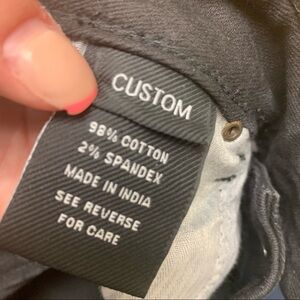 CUSTOM
98% COTTON
2% SPANDEX
MADE IN INDIA
SEE REVERSE
FOR CARE